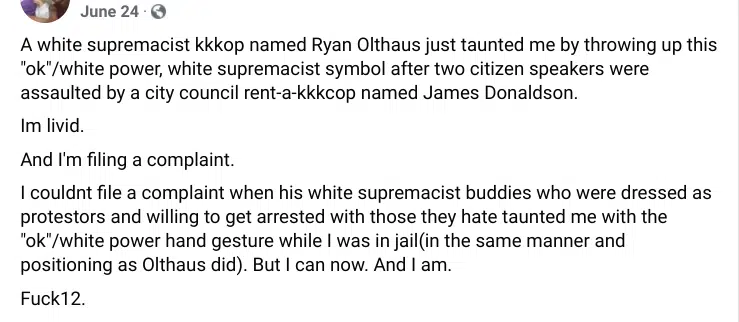 June 24 ·
A white supremacist kkkop named Ryan Olthaus just taunted me by throwing up this
"ok"/white power, white supremacist symbol after two citizen speakers were
assaulted by a city council rent-a-kkkcop named James Donaldson.
Im livid.
And I'm filing a complaint.
I couldnt file a complaint when his white supremacist buddies who were dressed as
protestors and willing to get arrested with those they hate taunted me with the
"ok"/white power hand gesture while I was in jail(in the same manner and
positioning as Olthaus did). But I can now. And I am.
Fuck12.